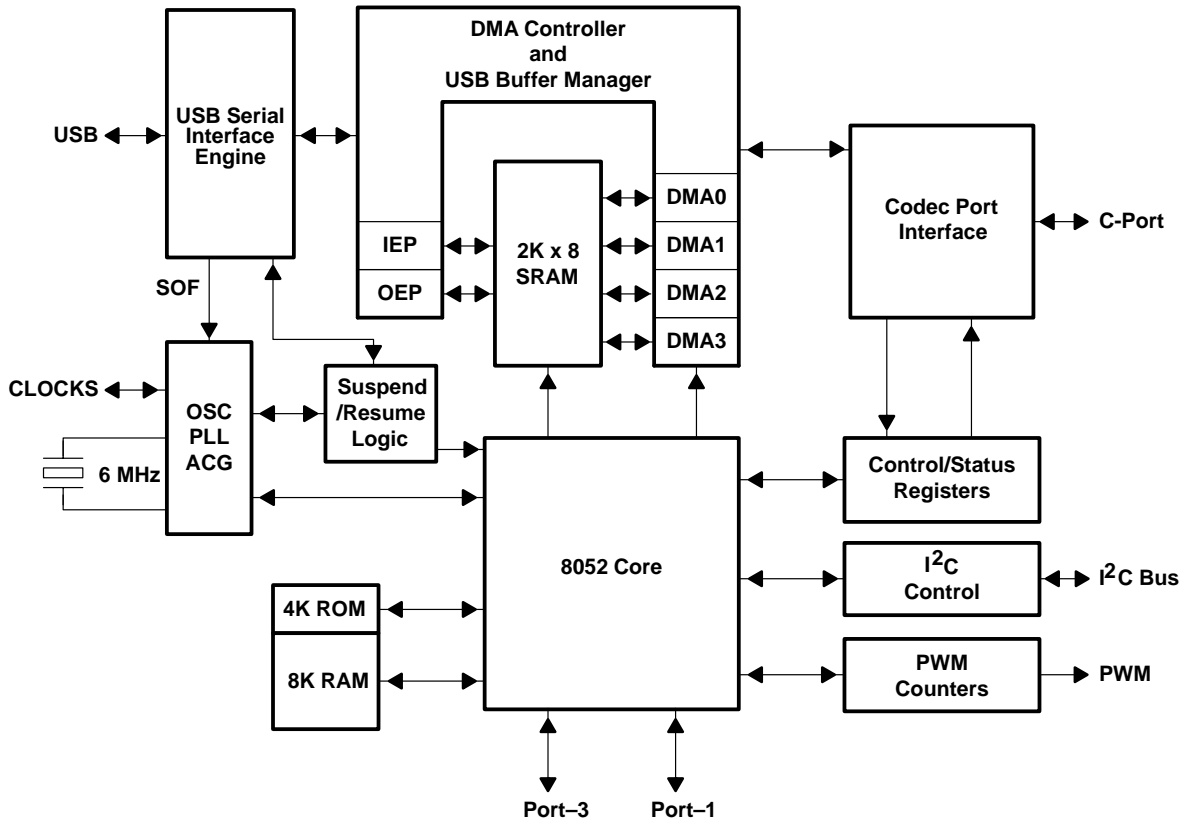 DMA Controller
and
USB Buffer Manager
USB Serial
Interface
Engine
USB
DMA0
DMA1
DMA2
DMA3
IEP
OEP
2K x 8
SRAM
Codec Port
Interface
C-Port
SOF
CLOCKS
OSC
PLL
ACG
6 MHz
Suspend
/Resume
Logic
Control/Status
Registers
8052 Core
I²C
Control
I²C Bus
4K ROM
8K RAM
PWM
Counters
PWM
Port–3
Port–1